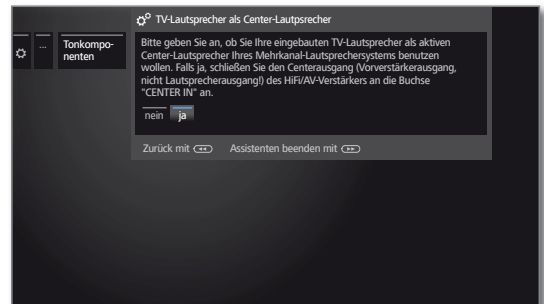 TV-Lautsprecher als Center-Lautpsrecher
...
Tonkompo-
nenten
Bitte geben Sie an, ob Sie Ihre eingebauten TV-Lautsprecher als aktiven
Center-Lautsprecher Ihres Mehrkanal-Lautsprechersystems benutzen
wollen. Falls ja, schließen Sie den Centerausgang (Vorverstärkerausgang,
nicht Lautsprecherausgang!) des HiFi/AV-Verstärkers an die Buchse
"CENTER IN" an.
nein ja
Zurück mit Assistenten beenden mit